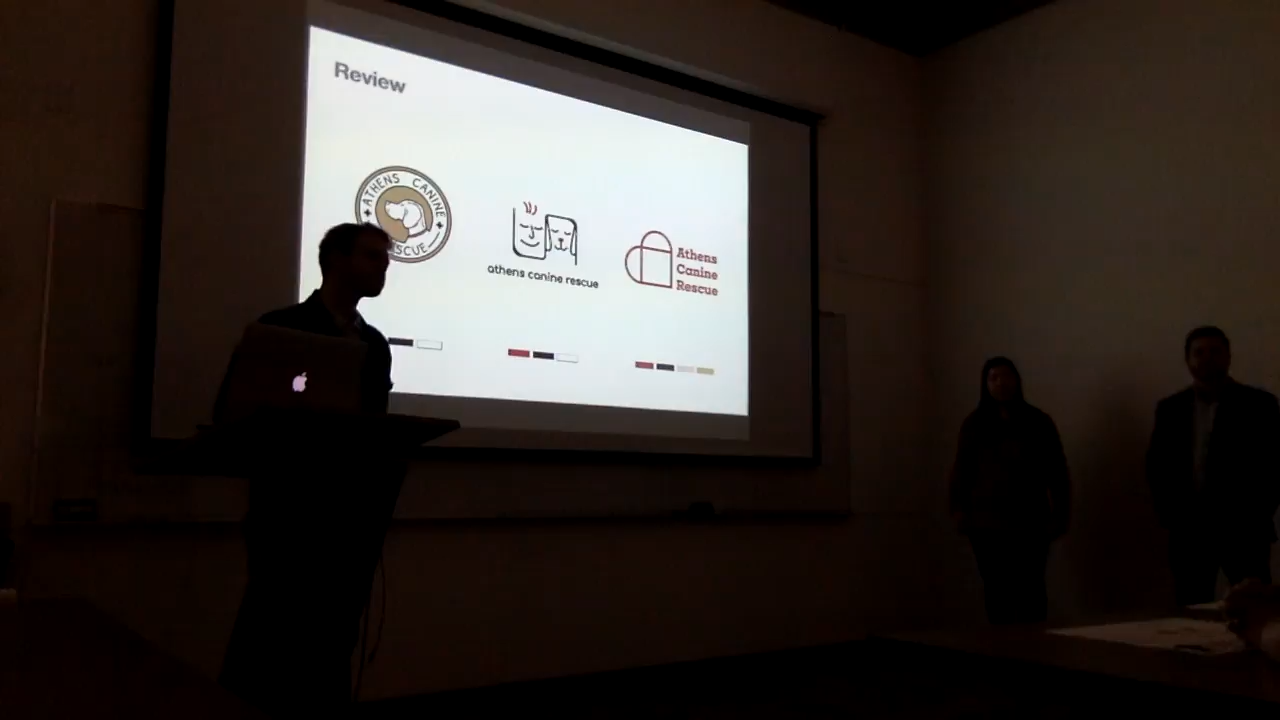 Review
ATHENS CANINE
SCUE
athens canine rescue
Athens
Canine
Rescue